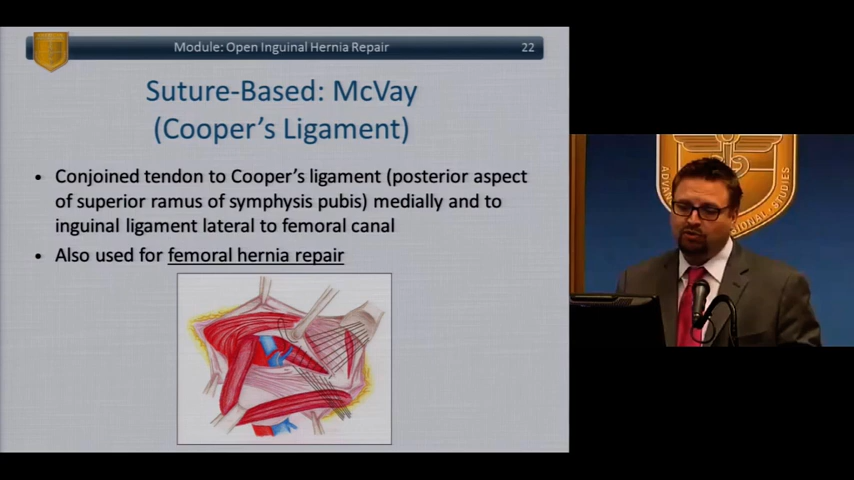 Module: Open Inguinal Hernia Repair 22
Suture-Based: McVay
(Cooper's Ligament)
• Conjoined tendon to Cooper's ligament (posterior aspect
of superior ramus of symphysis pubis) medially and to
inguinal ligament lateral to femoral canal
• Also used for femoral hernia repair
STUDIES